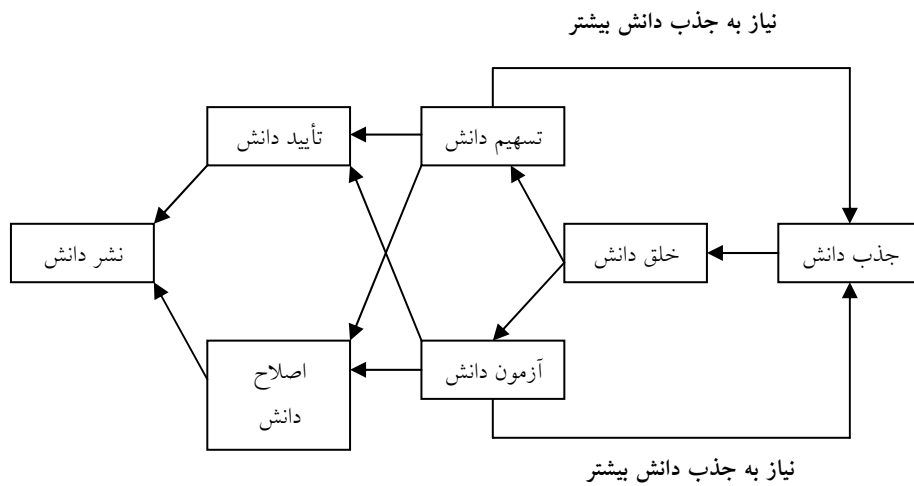 نیاز به جذب دانش بیشتر
تسهیم دانش
تأیید دانش
جذب دانش
خلق دانش
نشر دانش
آزمون دانش
اصلاح
دانش
نیاز به جذب دانش بیشتر